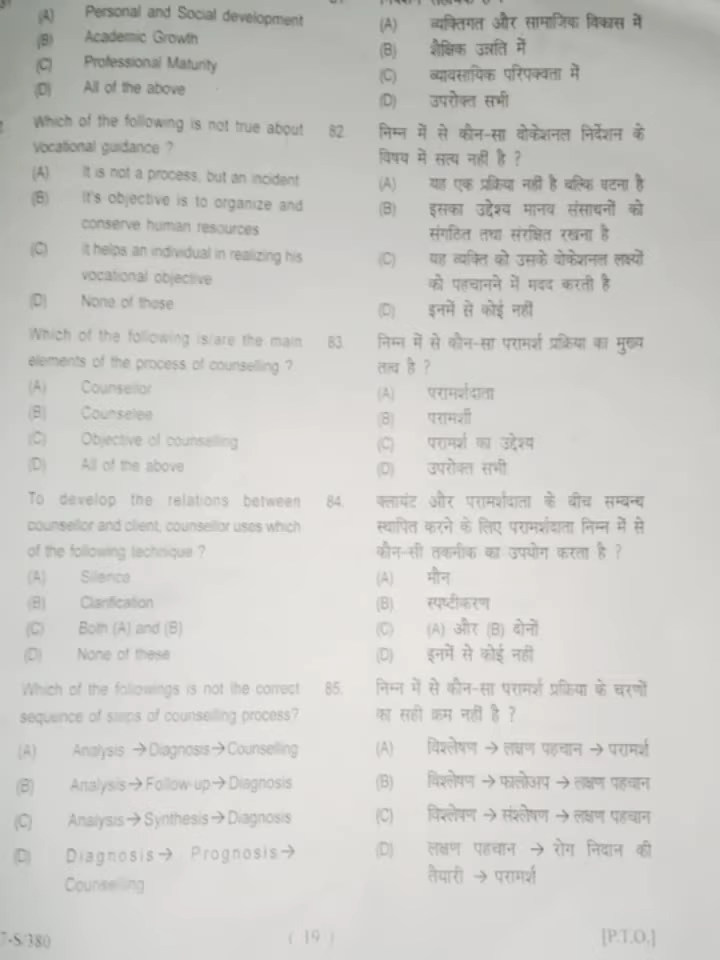 (A) Personal and Social development
(B) Academic Growth
(C) Professional Maturity
(D) All of the above
Which of the following is not true about
vocational guidance ?
(A) It is not a process, but an incident
(B) It's objective is to organize and
conserve human resources
(C) It helps an individual in realizing his
vocational objective
(D) None of these
Which of the following is/are the main
elements of the process of counselling ?
(A) Counsellor
(B) Counselee
(C) Objective of counselling
(D) All of the above
To develop the relations between
counsellor and client, counsellor uses which
of the following technique ?
(A) Silence
(B) Clarification
(C) Both (A) and (B)
(D) None of these
Which of the followings is not the correct
sequence of steps of counselling process?
(A) Analysis → Diagnosis → Counselling
(B) Analysis → Follow-up → Diagnosis
(C) Analysis → Synthesis → Diagnosis
(D) Diagnosis → Prognosis →
Counselling
(A) व्यक्तिगत और सामाजिक विकास में
(B) शैक्षिक उन्नति में
(C) व्यावसायिक परिपक्वता में
(D) उपरोक्त सभी
82 निम्न में से कौन-सा वोकेशनल निर्देशन के
विषय में सत्य नहीं है ?
(A) यह एक प्रक्रिया नहीं है बल्कि घटना है
(B) इसका उद्देश्य मानव संसाधनों को
संगठित तथा संरक्षित रखना है
(C) यह व्यक्ति को उसके वोकेशनल लक्ष्यों
को पहचानने में मदद करती है
(D) इनमें से कोई नहीं
83. निम्न में से कौन-सा परामर्श प्रक्रिया का मुख्य
तत्व है ?
(A) परामर्शदाता
(B) परामर्शी
(C) परामर्श का उद्देश्य
(D) उपरोक्त सभी
84. क्लायंट और परामर्शदाता के बीच सम्बन्ध
स्थापित करने के लिए परामर्शदाता निम्न में से
कौन-सी तकनीक का उपयोग करता है ?
(A) मौन
(B) स्पष्टीकरण
(C) (A) और (B) दोनों
(D) इनमें से कोई नहीं
85. निम्न में से कौन-सा परामर्श प्रक्रिया के चरणों
का सही क्रम नहीं है ?
(A) विश्लेषण → लक्षण पहचान → परामर्श
(B) विश्लेषण → फालोअप → लक्षण पहचान
(C) विश्लेषण → संश्लेषण → लक्षण पहचान
(D) लक्षण पहचान → रोग निदान की
तैयारी → परामर्श
7-S/380
( 19 )
[P.T.O.]